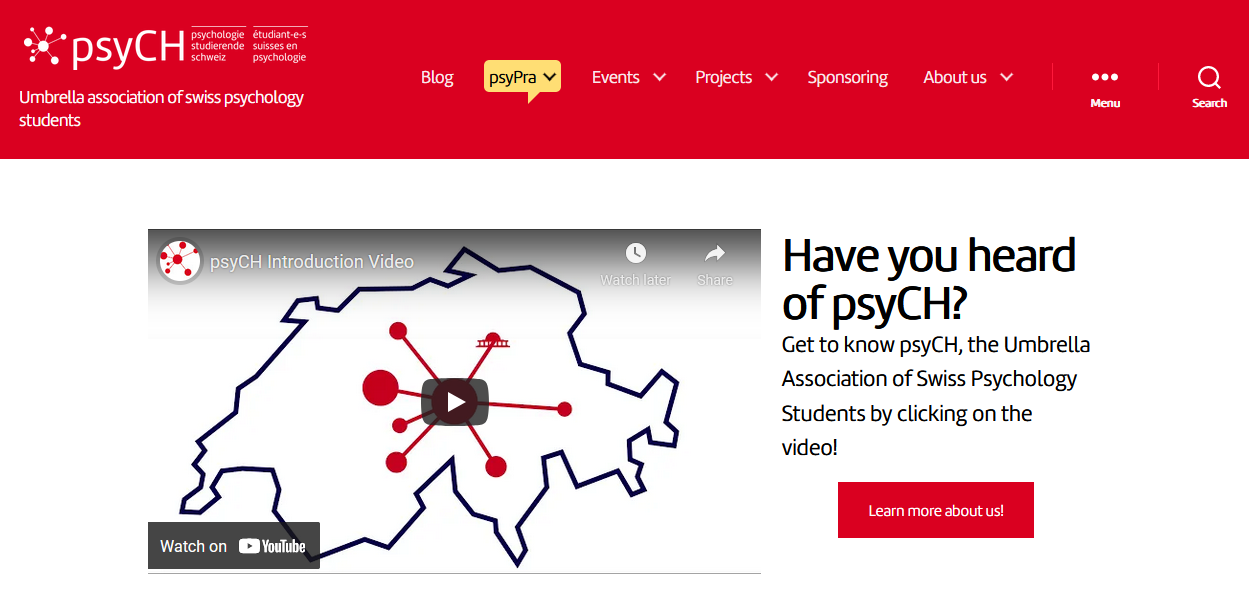 psyCH
psychologie
studierende
schweiz
étudiant-e-s
suisses en
psychologie
Umbrella association of swiss psychology
students
Blog
psyPra
Events
Projects
Sponsoring
About us
Menu
Search
psyCH Introduction Video
Watch later
Share
Watch on YouTube
Have you heard
of psyCH?
Get to know psyCH, the Umbrella
Association of Swiss Psychology
Students by clicking on the
video!
Learn more about us!